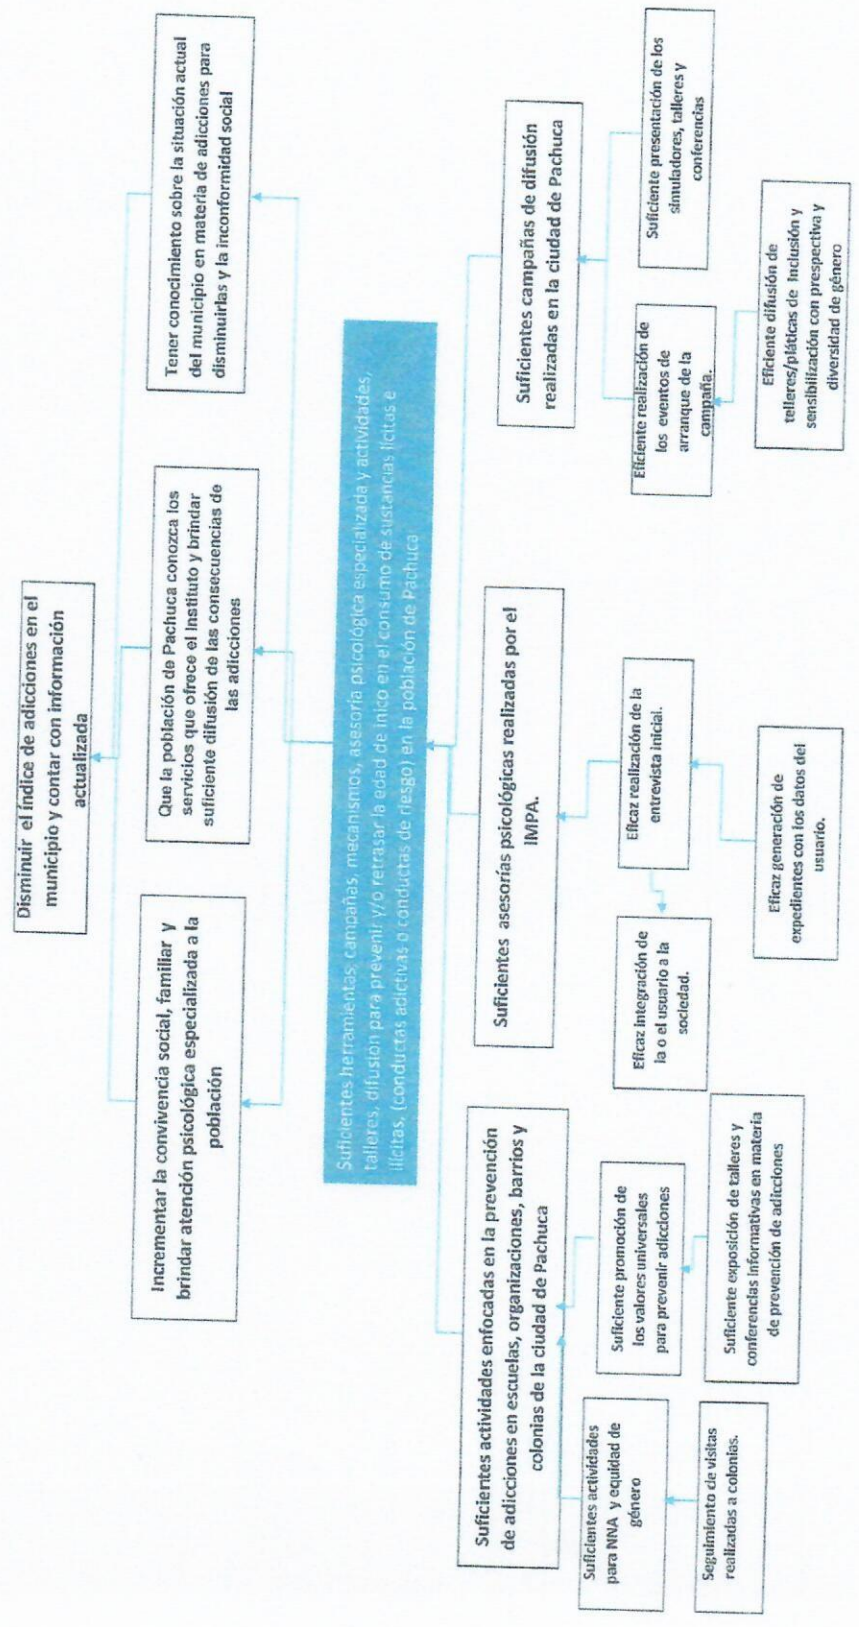 Disminuir el índice de adicciones en el
municipio y contar con información
actualizada
Incrementar la convivencia social, familiar y
brindar atención psicológica especializada a la
población
Que la población de Pachuca conozca los
servicios que ofrece el Instituto y brindar
suficiente difusión de las consecuencias de
las adicciones
Tener conocimiento sobre la situación actual
del municipio en materia de adicciones para
disminuirlas y la inconformidad social
Suficientes herramientas, campañas, mecanismos, asesoría psicológica especializada y actividades,
talleres, difusión para prevenir y/o retrasar la edad de inico en el consumo de sustancias lícitas e
ilícitas, (conductas adictivas o conductas de riesgo) en la población de Pachuca
Suficientes actividades enfocadas en la prevención
de adicciones en escuelas, organizaciones, barrios y
colonias de la ciudad de Pachuca
Suficientes asesorías psicológicas realizadas por el
IMPA.
Suficientes campañas de difusión
realizadas en la ciudad de Pachuca
Suficientes actividades
para NNA y equidad de
género
Suficiente promoción de
los valores universales
para prevenir adicciones
Eficaz integración de
la o el usuario a la
sociedad.
Eficaz realización de la
entrevista inicial.
Eficiente realización de
los eventos de
arranque de la
campaña.
Suficiente presentación de los
simuladores, talleres y
conferencias
Seguimiento de visitas
realizadas a colonias.
Suficiente exposición de talleres y
conferencias informativas en materia
de prevención de adicciones
Eficaz generación de
expedientes con los datos del
usuario.
Eficiente difusión de
telleres/pláticas de Inclusión y
sensibilización con prespectiva y
diversidad de género